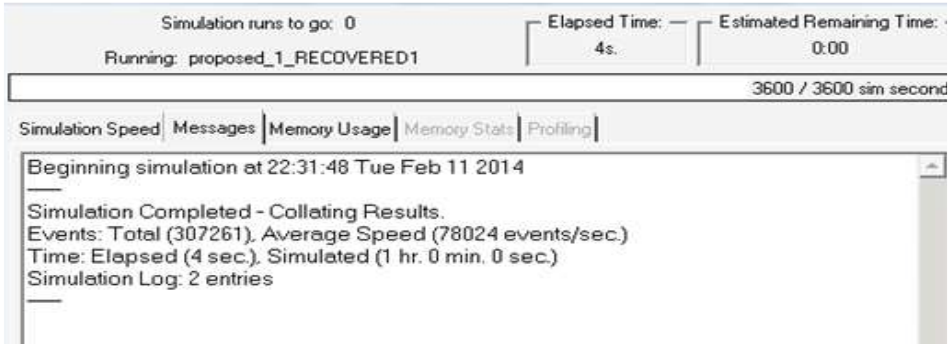 Simulation runs to go: 0
Running: proposed_1_RECOVERED1
Elapsed Time:
4s.
Estimated Remaining Time:
0:00
3600 / 3600 sim second
Simulation Speed Messages Memory Usage Memory Stats Profiling
Beginning simulation at 22:31:48 Tue Feb 11 2014
Simulation Completed - Collating Results.
Events: Total (307261), Average Speed (78024 events/sec.)
Time: Elapsed (4 sec.), Simulated (1 hr. 0 min. 0 sec.)
Simulation Log: 2 entries